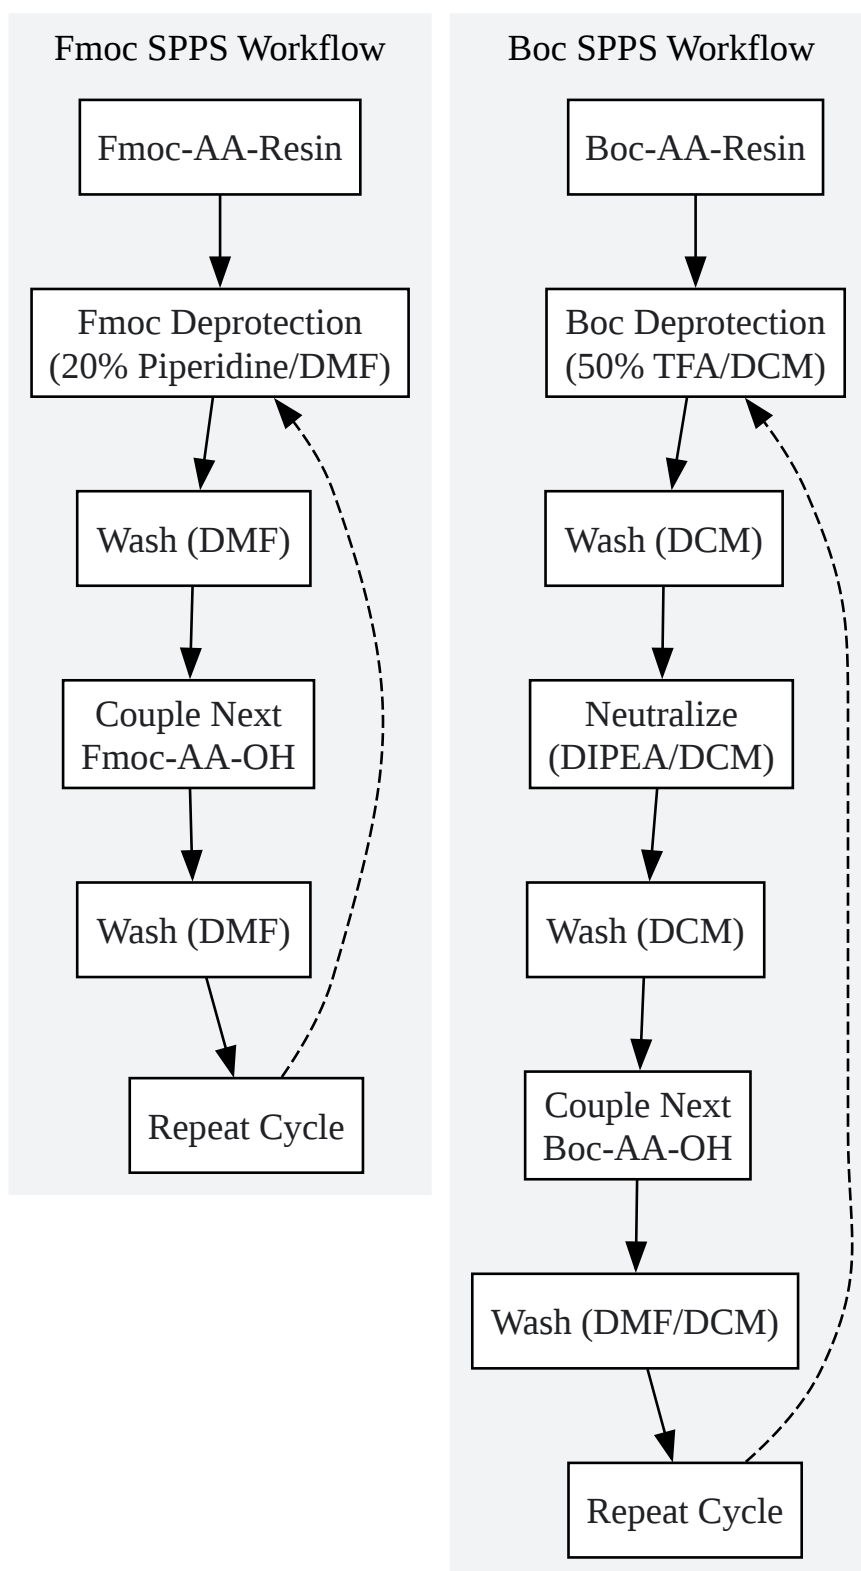 Fmoc SPPS Workflow
Fmoc-AA-Resin
Fmoc Deprotection
(20% Piperidine/DMF)
Wash (DMF)
Couple Next
Fmoc-AA-OH
Wash (DMF)
Repeat Cycle
Boc SPPS Workflow
Boc-AA-Resin
Boc Deprotection
(50% TFA/DCM)
Wash (DCM)
Neutralize
(DIPEA/DCM)
Wash (DCM)
Couple Next
Boc-AA-OH
Wash (DMF/DCM)
Repeat Cycle